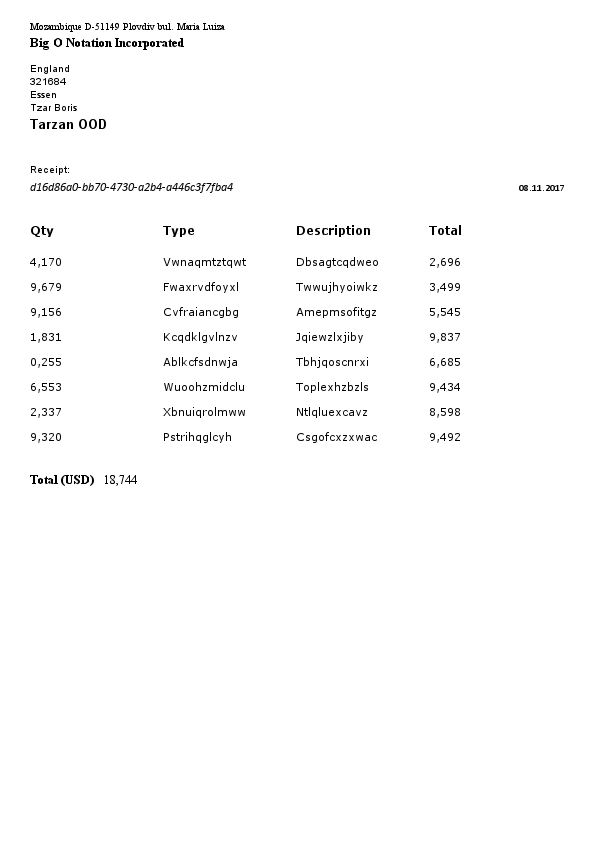 Mozambique D-51149 Plovdiv bul. Maria Luiza
Big O Notation Incorporated
England
321684
Essen
Tzar Boris
Tarzan OOD
Receipt:
d16d86a0-bb70-4730-a2b4-a446c3f7fba4 08.11.2017
Qty Type Description Total
4,170 Vwnaqmtztqwt Dbsagtcqdweo 2,696
9,679 Fwaxrvdfoyxl Twwujhyoiwkz 3,499
9,156 Cvfraiancgbg Amepmsofitgz 5,545
1,831 Kcqdklgvlnzv Jqiewzlxjiby 9,837
0,255 Ablkcfsdnwja Tbhjqoscnrxi 6,685
6,553 Wuoohzmidclu Toplexhzbzls 9,434
2,337 Xbnuiqrolmww Ntlqluexcavz 8,598
9,320 Pstrihqglcyh Csgofcxzxwac 9,492
Total (USD) 18,744